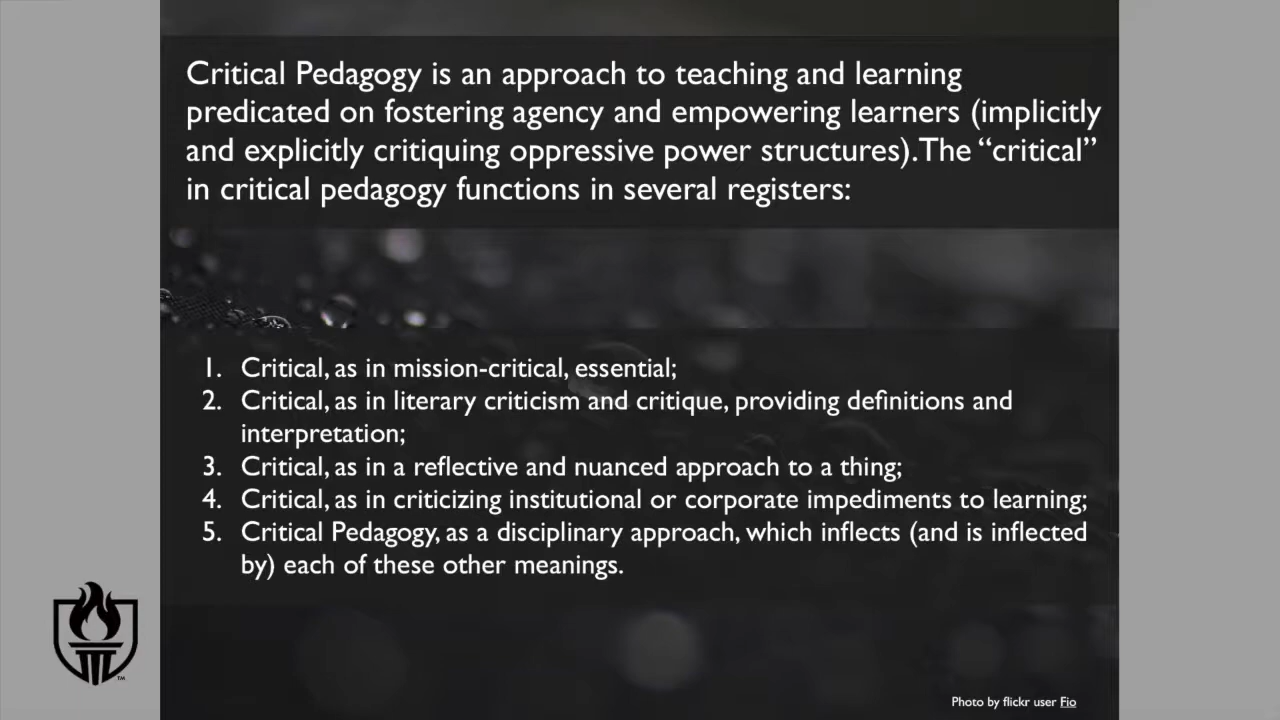 Critical Pedagogy is an approach to teaching and learning
predicated on fostering agency and empowering learners (implicitly
and explicitly critiquing oppressive power structures). The “critical”
in critical pedagogy functions in several registers:
1. Critical, as in mission-critical, essential;
2. Critical, as in literary criticism and critique, providing definitions and
interpretation;
3. Critical, as in a reflective and nuanced approach to a thing;
4. Critical, as in criticizing institutional or corporate impediments to learning;
5. Critical Pedagogy, as a disciplinary approach, which inflects (and is inflected
by) each of these other meanings.
TM
Photo by flickr user Fio